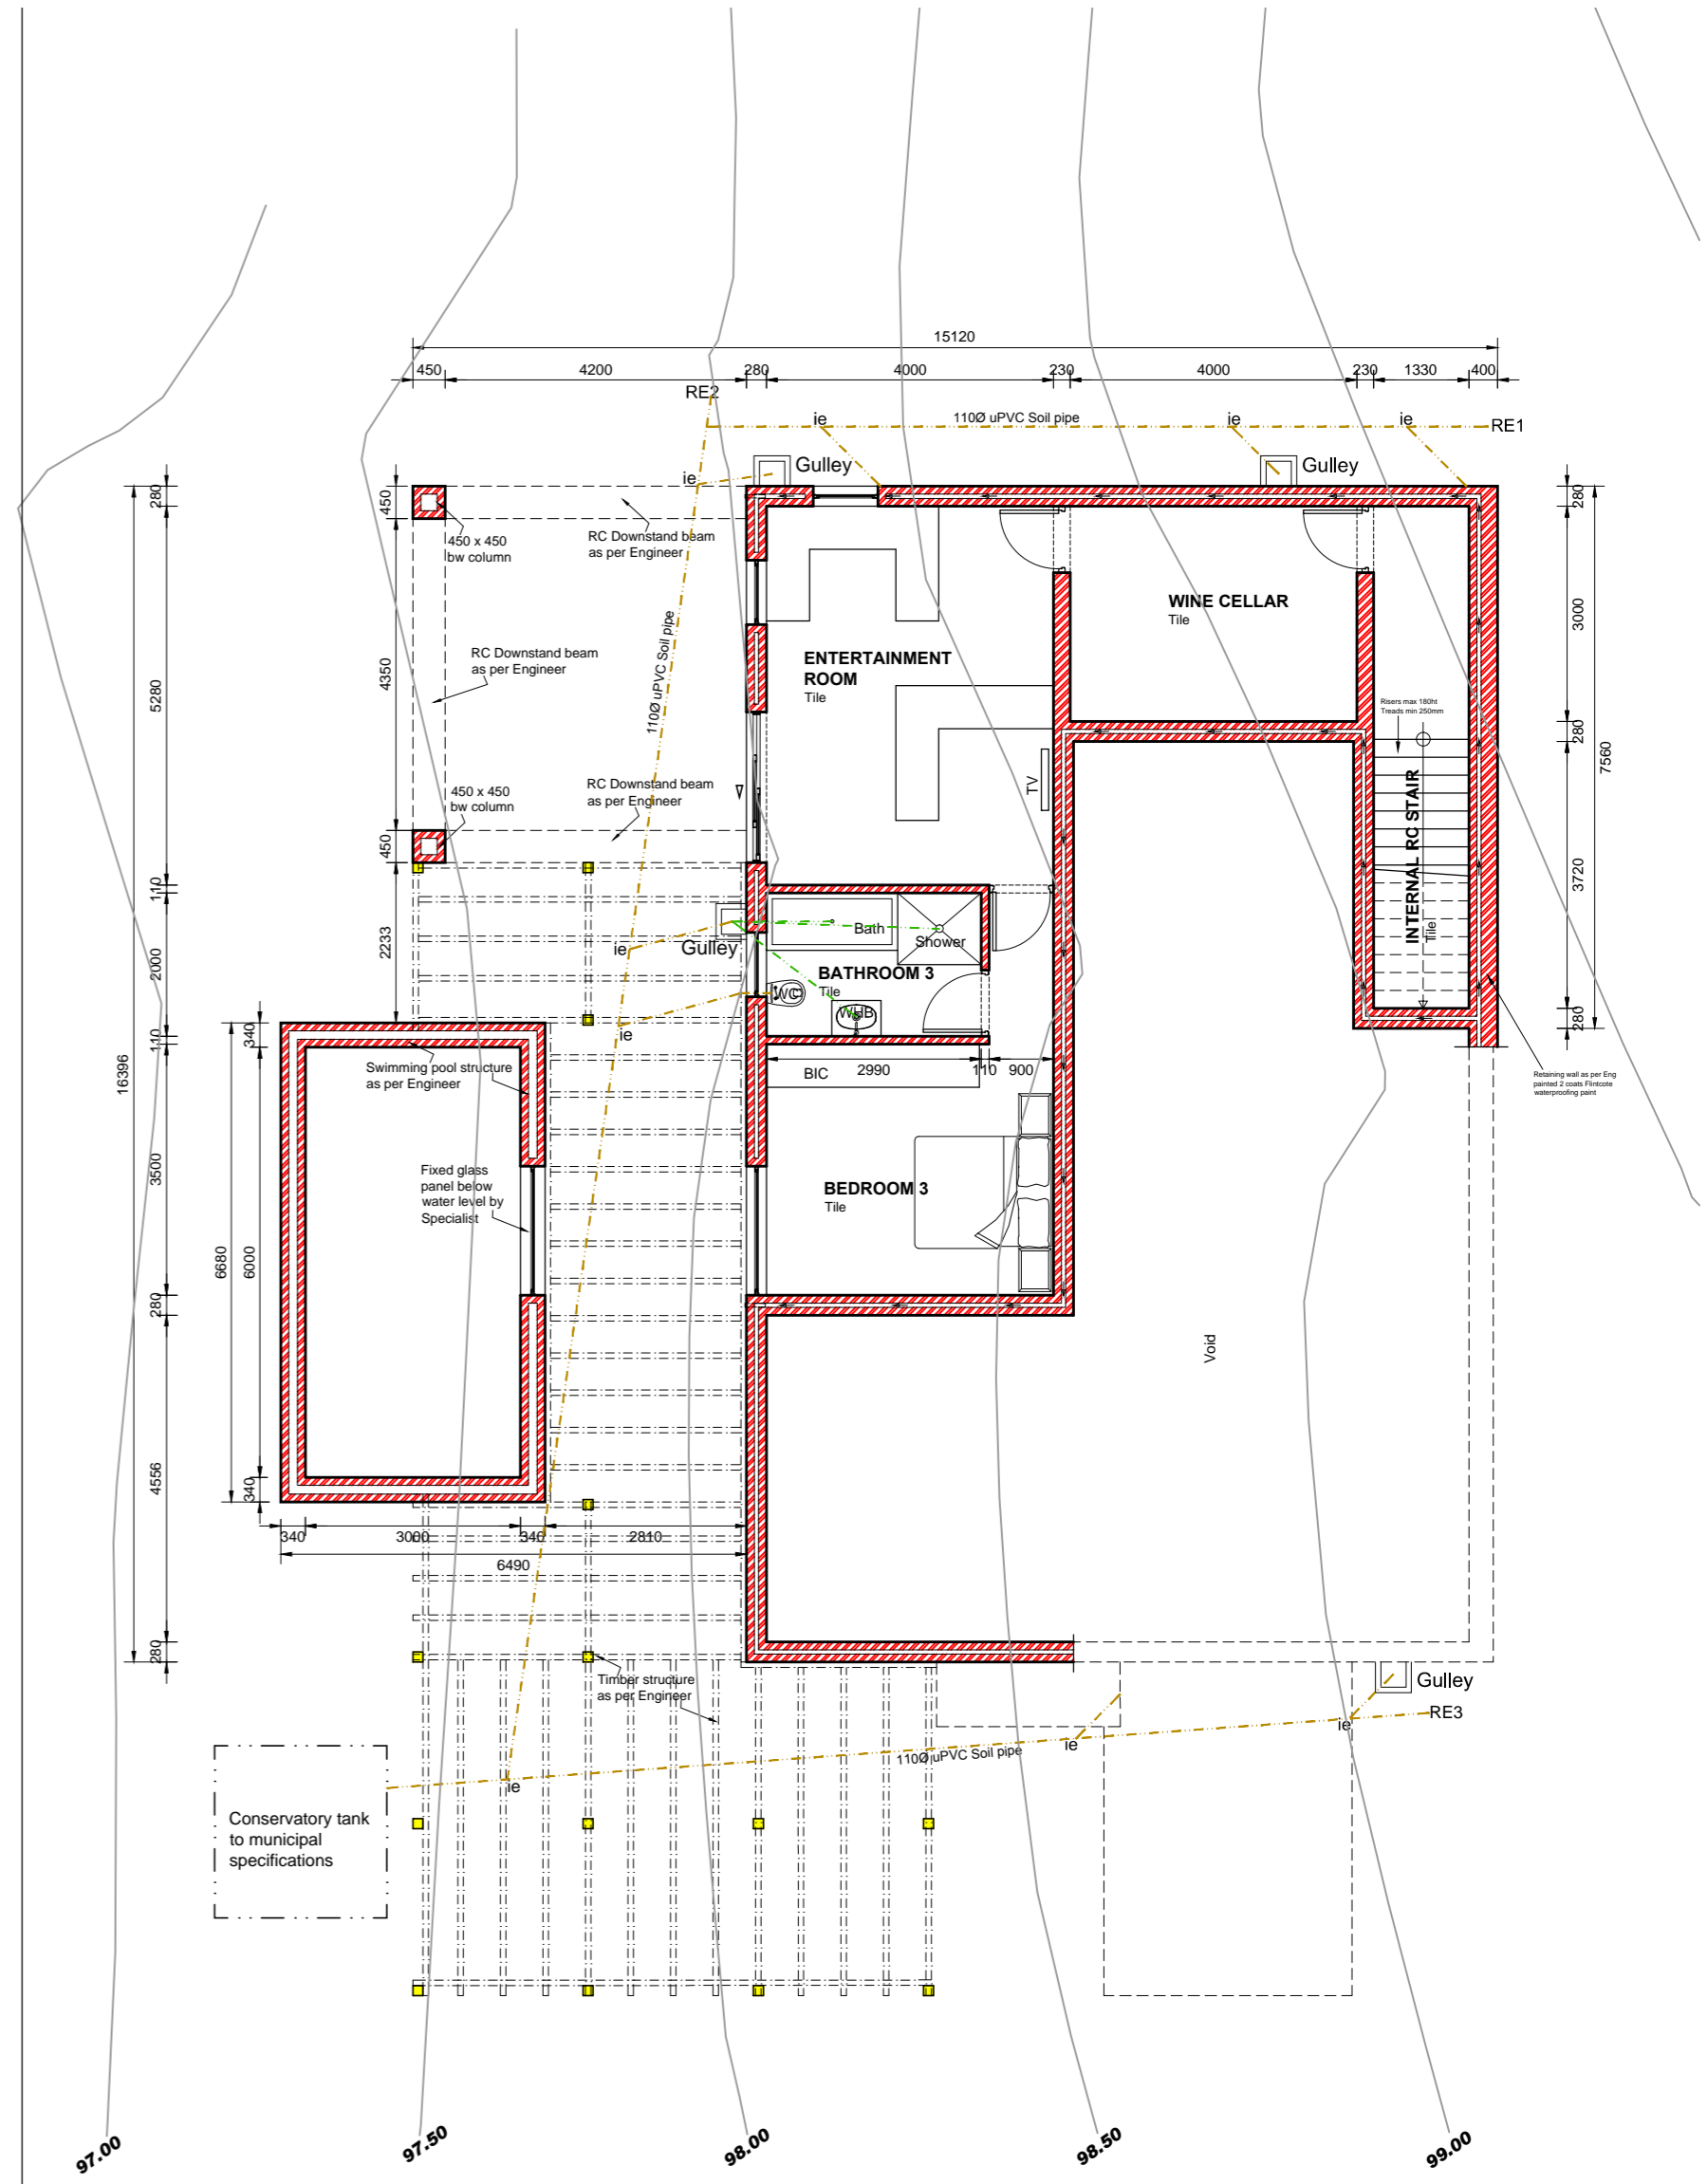 15120
450
4200
280
4000
230
4000
230
1330
400
RE2
ie
110Ø uPVC Soil pipe
ie
ie
RE1
Gulley
Gulley
ie
280
450
450 x 450
bw column
RC Downstand beam
as per Engineer
280
3000
WINE CELLAR
Tile
110Ø uPVC Soil pipe
ENTERTAINMENT
ROOM
Tile
RC Downstand beam
as per Engineer
4350
5280
Risers max 180ht
Treads min 250mm
280
7560
RC Downstand beam
as per Engineer
450 x 450
bw column
TV
450
INTERNAL RC STAIR
Tile
3720
110
2233
2000
Bath
Shower
ie
Gulley
BATHROOM 3
Tile
WC
WHB
ie
280
110
340
16396
Swimming pool structure
as per Engineer
BIC
2990
110
900
Retaining wall as per Eng
painted 2 coats Flintcote
waterproofing paint
3500
Fixed glass
panel below
water level by
Specialist
BEDROOM 3
Tile
6680
6000
280
Void
4556
340
340
3000
340
2810
6490
280
Timber structure
as per Engineer
Gulley
RE3
ie
ie
110Ø uPVC Soil pipe
ie
Conservatory tank
to municipal
specifications
97.00
97.50
98.00
98.50
99.00